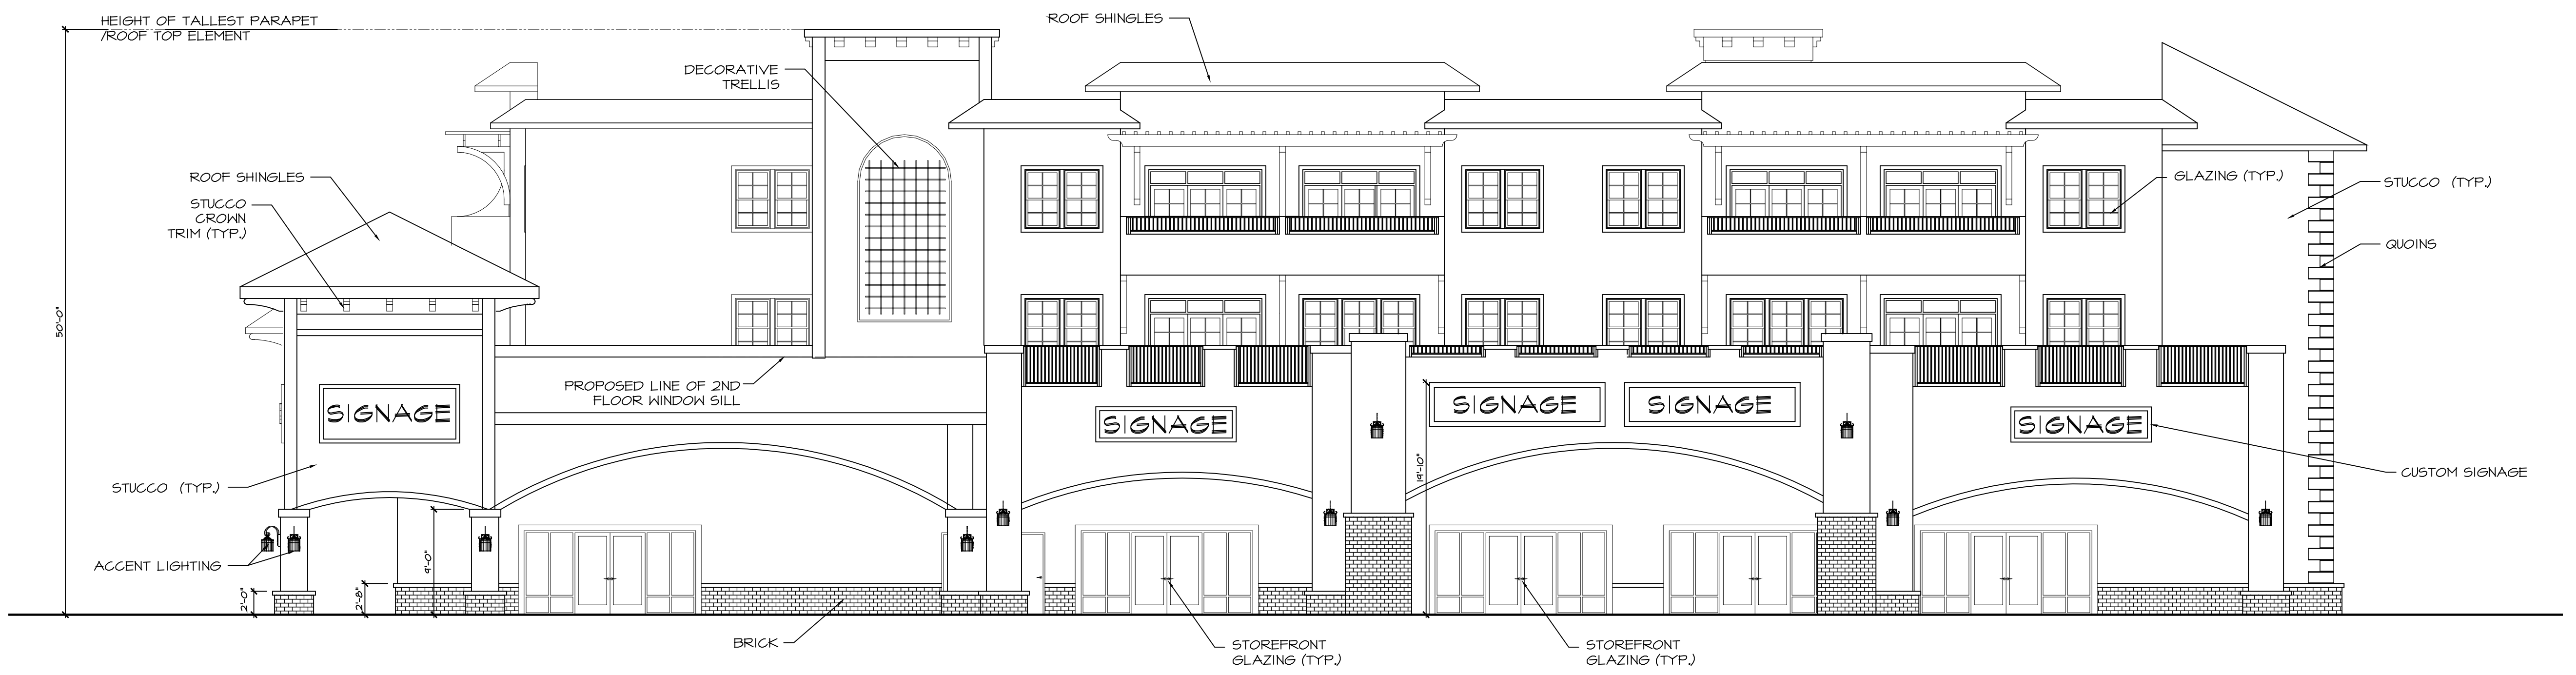 HEIGHT OF TALLEST PARAPET
/ROOF TOP ELEMENT
ROOF SHINGLES
DECORATIVE
TRELLIS
ROOF SHINGLES
STUCCO
CROWN
TRIM (TYP.)
GLAZING (TYP.)
STUCCO (TYP.)
QUOINS
50'-0"
PROPOSED LINE OF 2ND
FLOOR WINDOW SILL
SIGNAGE
SIGNAGE
SIGNAGE
SIGNAGE
SIGNAGE
19'-10"
CUSTOM SIGNAGE
STUCCO (TYP.)
ACCENT LIGHTING
2'-0"
2'-8"
9'-0"
BRICK
STOREFRONT
GLAZING (TYP.)
STOREFRONT
GLAZING (TYP.)